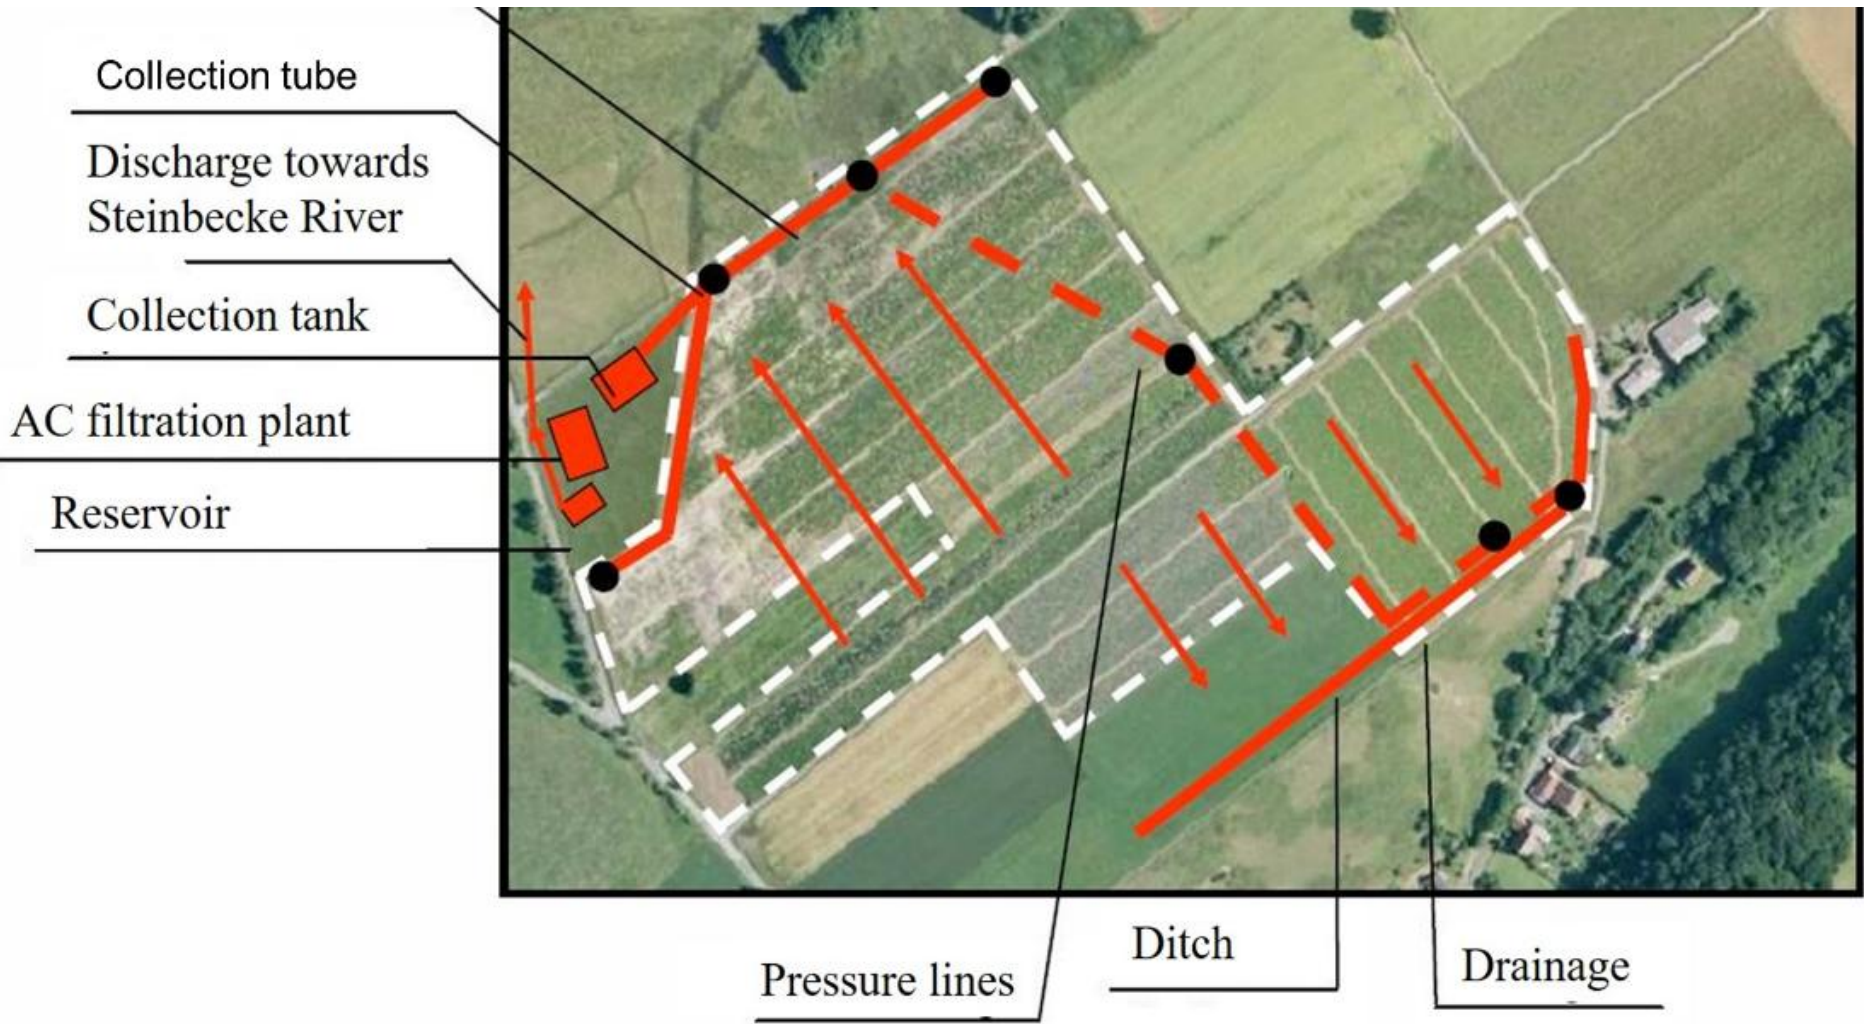 Collection tube
Discharge towards
Steinbecke River
Collection tank
AC filtration plant
Reservoir
Pressure lines
Ditch
Drainage